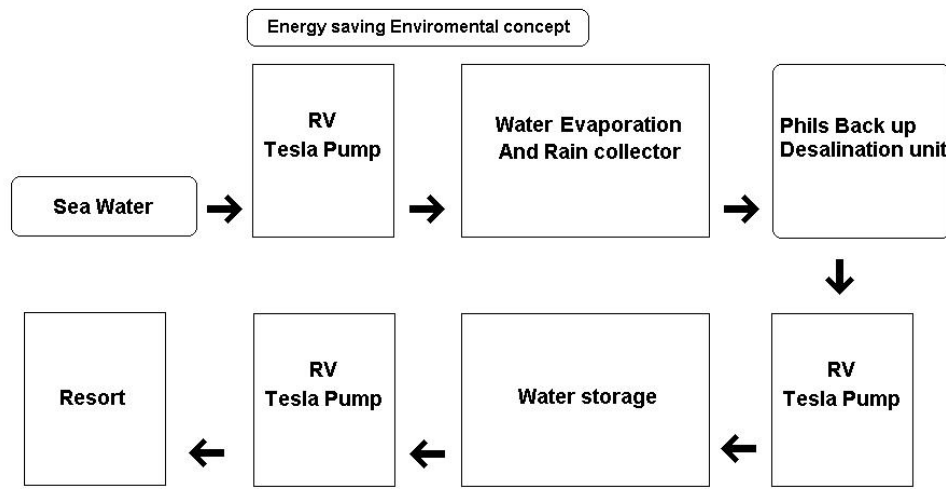 Energy saving Enviromental concept
RV
Tesla Pump
Water Evaporation
And Rain collector
Phils Back up
Desalination unit
Sea Water
Resort
RV
Tesla Pump
Water storage
RV
Tesla Pump